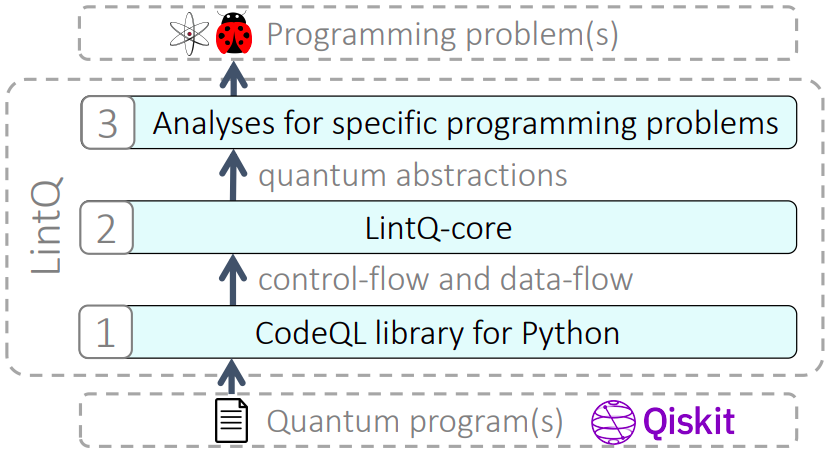 Programming problem(s)
3 Analyses for specific programming problems
quantum abstractions
LintQ
2 LintQ-core
control-flow and data-flow
1 CodeQL library for Python
Quantum program(s) Qiskit